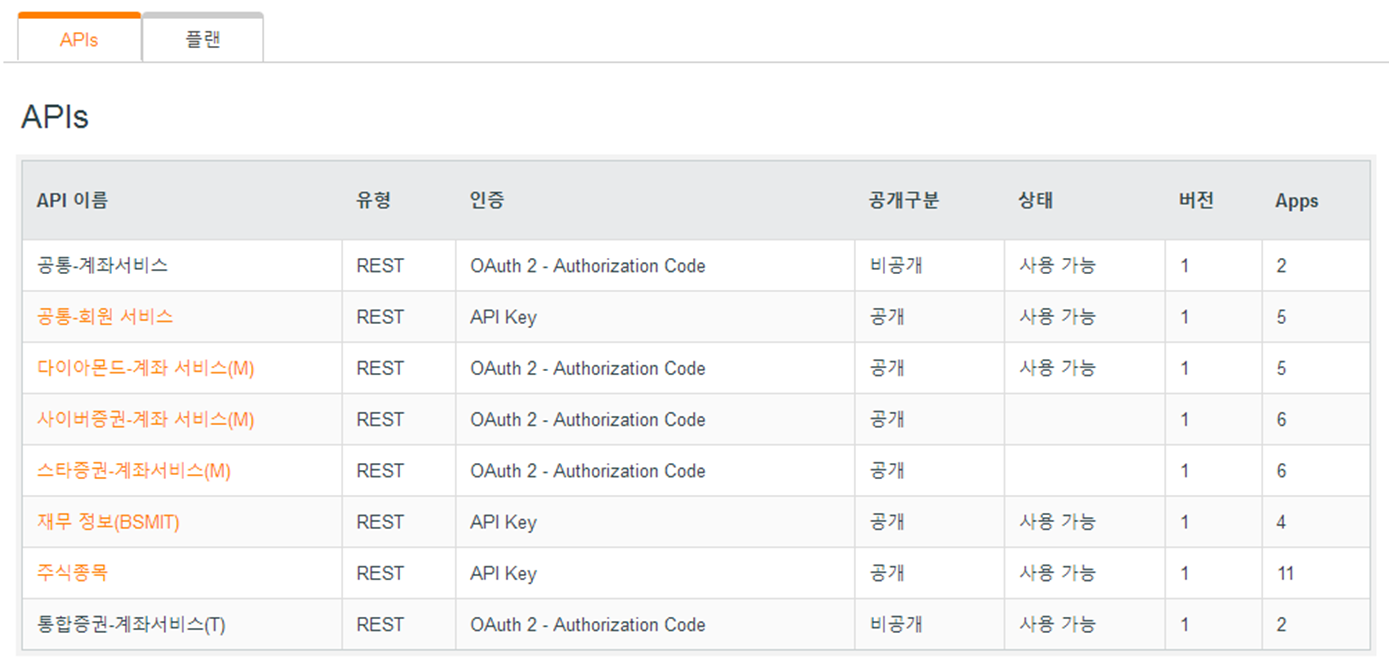 APIs 플랜
APIs
API 이름 유형 인증 공개구분 상태 버전 Apps
공통-계좌서비스 REST OAuth 2 - Authorization Code 비공개 사용 가능 1 2
공통-회원 서비스 REST API Key 공개 사용 가능 1 5
다이아몬드-계좌 서비스(M) REST OAuth 2 - Authorization Code 공개 사용 가능 1 5
사이버증권-계좌 서비스(M) REST OAuth 2 - Authorization Code 공개 1 6
스타증권-계좌서비스(M) REST OAuth 2 - Authorization Code 공개 1 6
재무 정보(BSMIT) REST API Key 공개 사용 가능 1 4
주식종목 REST API Key 공개 사용 가능 1 11
통합증권-계좌서비스(T) REST OAuth 2 - Authorization Code 비공개 사용 가능 1 2